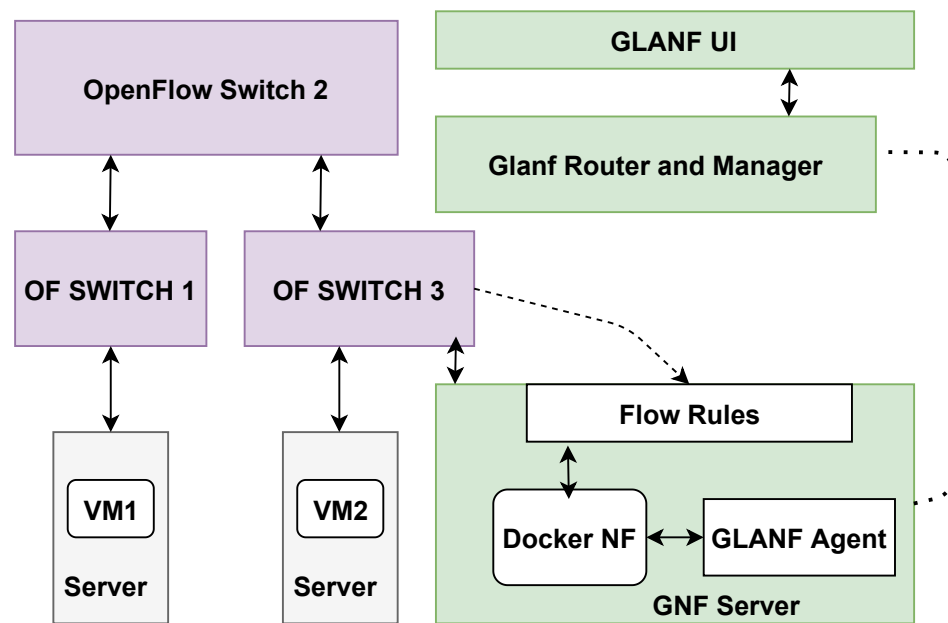 OpenFlow Switch 2
GLANF UI
Glanf Router and Manager
OF SWITCH 1
OF SWITCH 3
Flow Rules
VM1
VM2
Docker NF
GLANF Agent
Server
Server
GNF Server